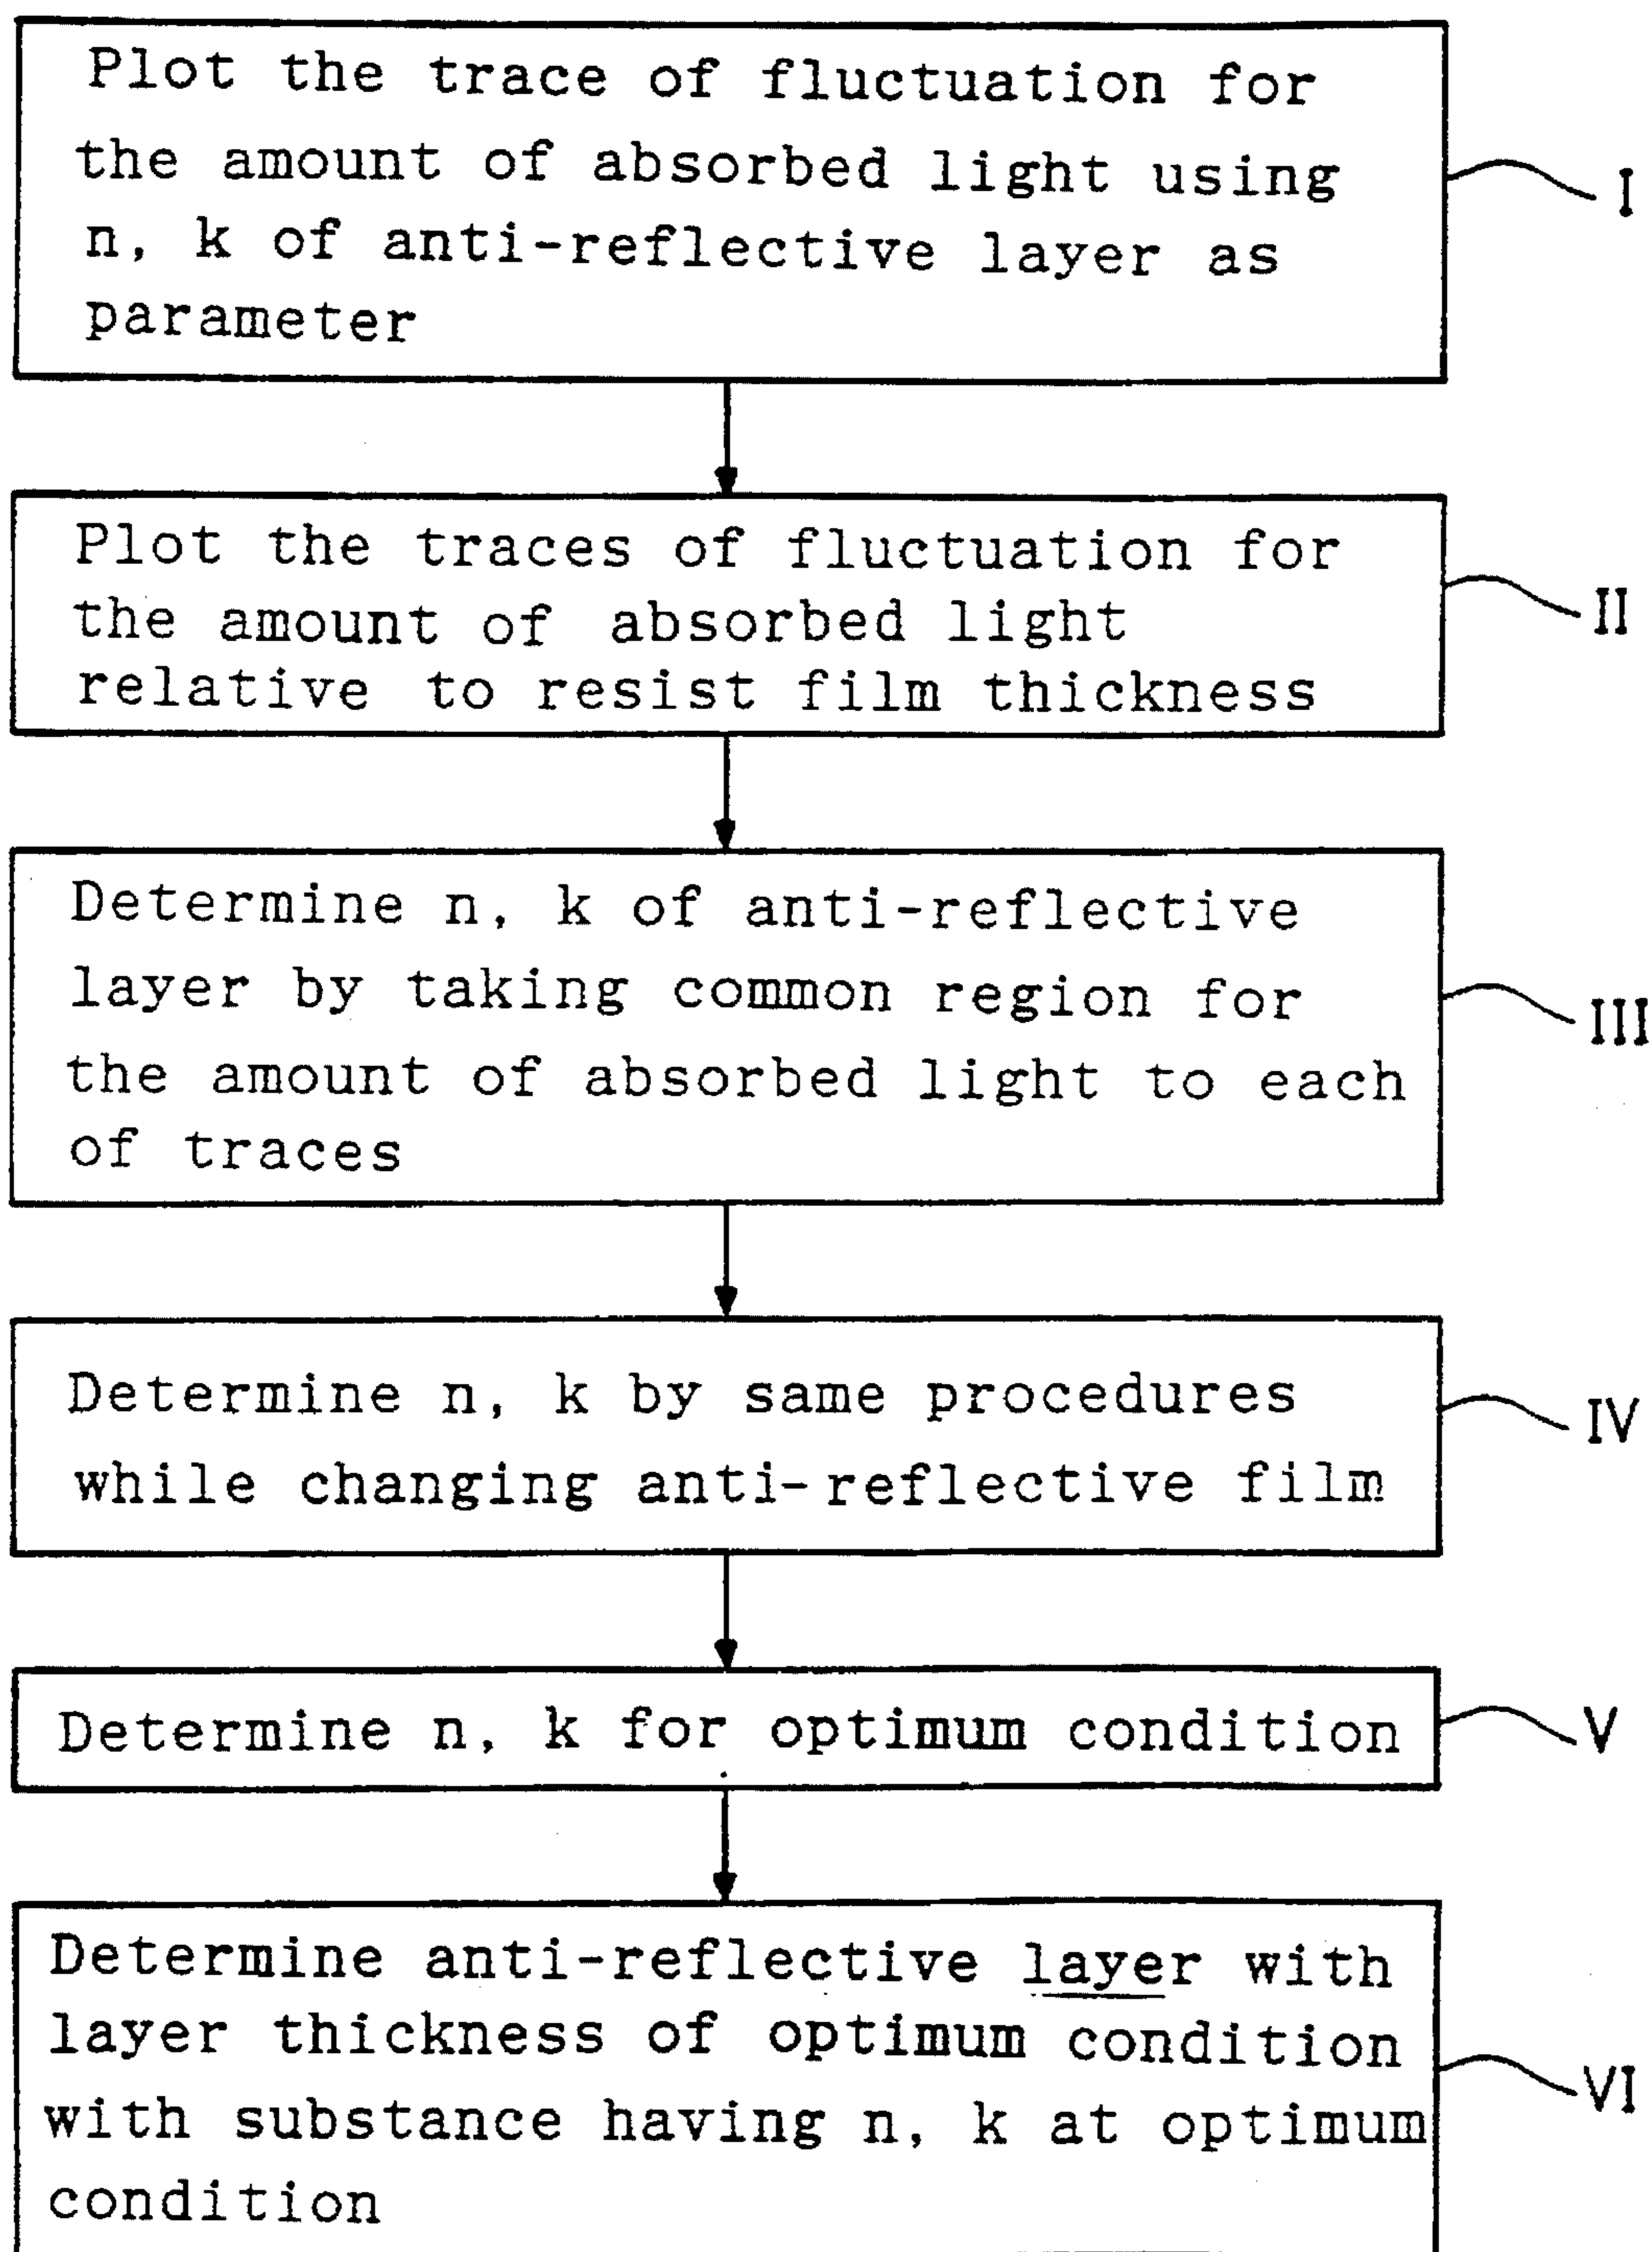 Plot the trace of fluctuation for
the amount of absorbed light using
n, k of anti-reflective layer as
parameter
I
Plot the traces of fluctuation for
the amount of absorbed light
relative to resist film thickness
II
Determine n, k of anti-reflective
layer by taking common region for
the amount of absorbed light to each
of traces
III
Determine n, k by same procedures
while changing anti-reflective film
IV
Determine n, k for optimum condition
V
Determine anti-reflective layer with
layer thickness of optimum condition
with substance having n, k at optimum
condition
VI